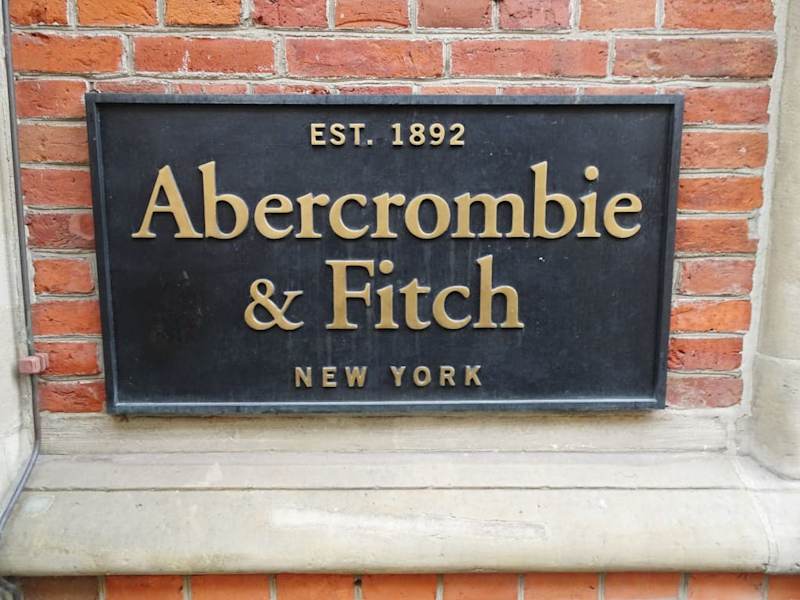 EST. 1892
Abercrombie
& Fitch
NEW YORK